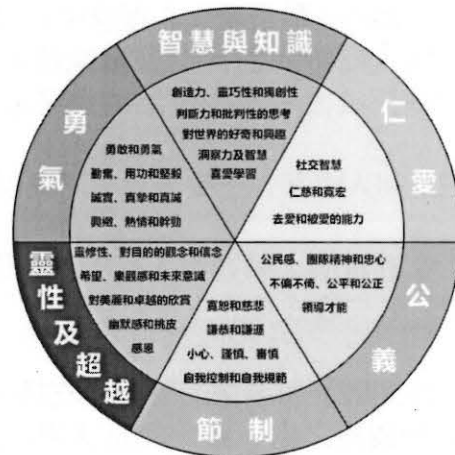 智慧與知識
創造力、靈巧性和獨創性
判斷力和批判性的思考
對世界的好奇和興趣
洞察力及智慧
喜愛學習
仁愛
社交智慧
仁慈和寬宏
去愛和被愛的能力
公義
公民感、團隊精神和忠心
不偏不倚、公平和公正
領導才能
節制
寬恕和慈悲
謙恭和謙遜
小心、謹慎、審慎
自我控制和自我規範
靈性及超越
靈修性、對目的的觀念和信念
希望、樂觀感和未來意識
對美麗和卓越的欣賞
幽默感和挑皮
感恩
勇氣
勇敢和勇氣
勤奮、用功和堅毅
誠實、真摯和真誠
興緻、熱情和幹勁